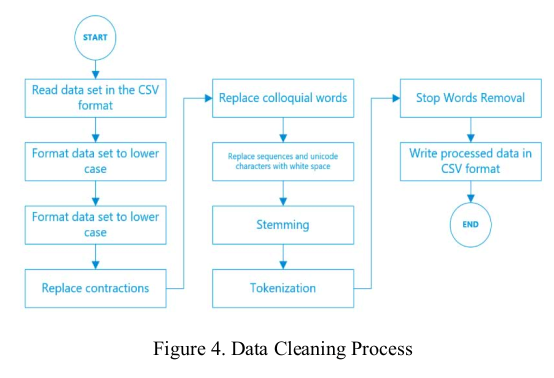 START
Read data set in the CSV
format
Format data set to lower
case
Format data set to lower
case
Replace contractions
Replace colloquial words
Replace sequences and unicode
characters with white space
Stemming
Tokenization
Stop Words Removal
Write processed data in
CSV format
END
Figure 4. Data Cleaning Process